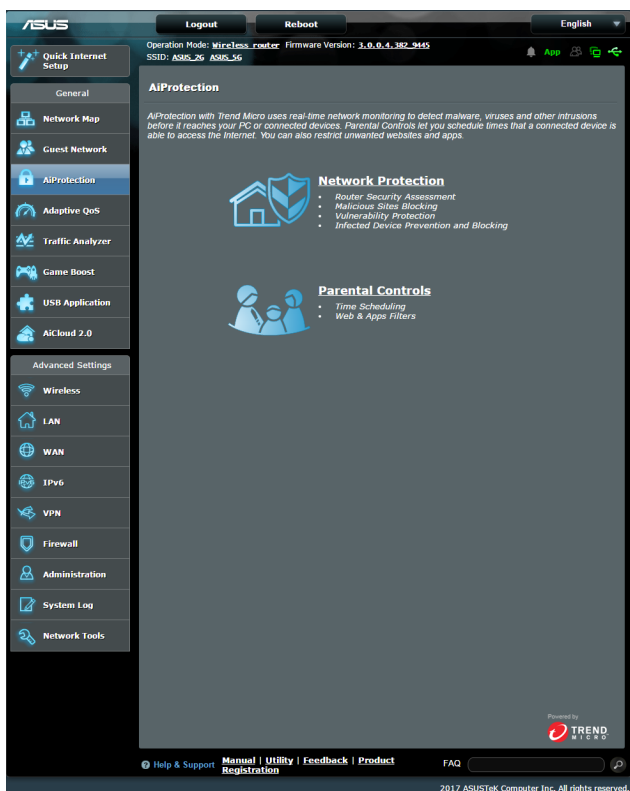 ASUS
Logout
Reboot
English
Quick Internet
Setup
Operation Mode: Wireless router Firmware Version: 3.0.0.4.382_9445
SSID: ASUS_2G ASUS_5G
App
General
Network Map
Guest Network
AiProtection
Adaptive QoS
Traffic Analyzer
Game Boost
USB Application
AiCloud 2.0
Advanced Settings
Wireless
LAN
WAN
IPv6
VPN
Firewall
Administration
System Log
Network Tools
AiProtection
AiProtection with Trend Micro uses real-time network monitoring to detect malware, viruses and other intrusions
before it reaches your PC or connected devices. Parental Controls let you schedule times that a connected device is
able to access the Internet. You can also restrict unwanted websites and apps.
Network Protection
• Router Security Assessment
• Malicious Sites Blocking
• Vulnerability Protection
• Infected Device Prevention and Blocking
Parental Controls
• Time Scheduling
• Web & Apps Filters
Powered by
TREND
MICRO
Help & Support
Manual | Utility | Feedback | Product
Registration
FAQ
2017 ASUSTeK Computer Inc. All rights reserved.